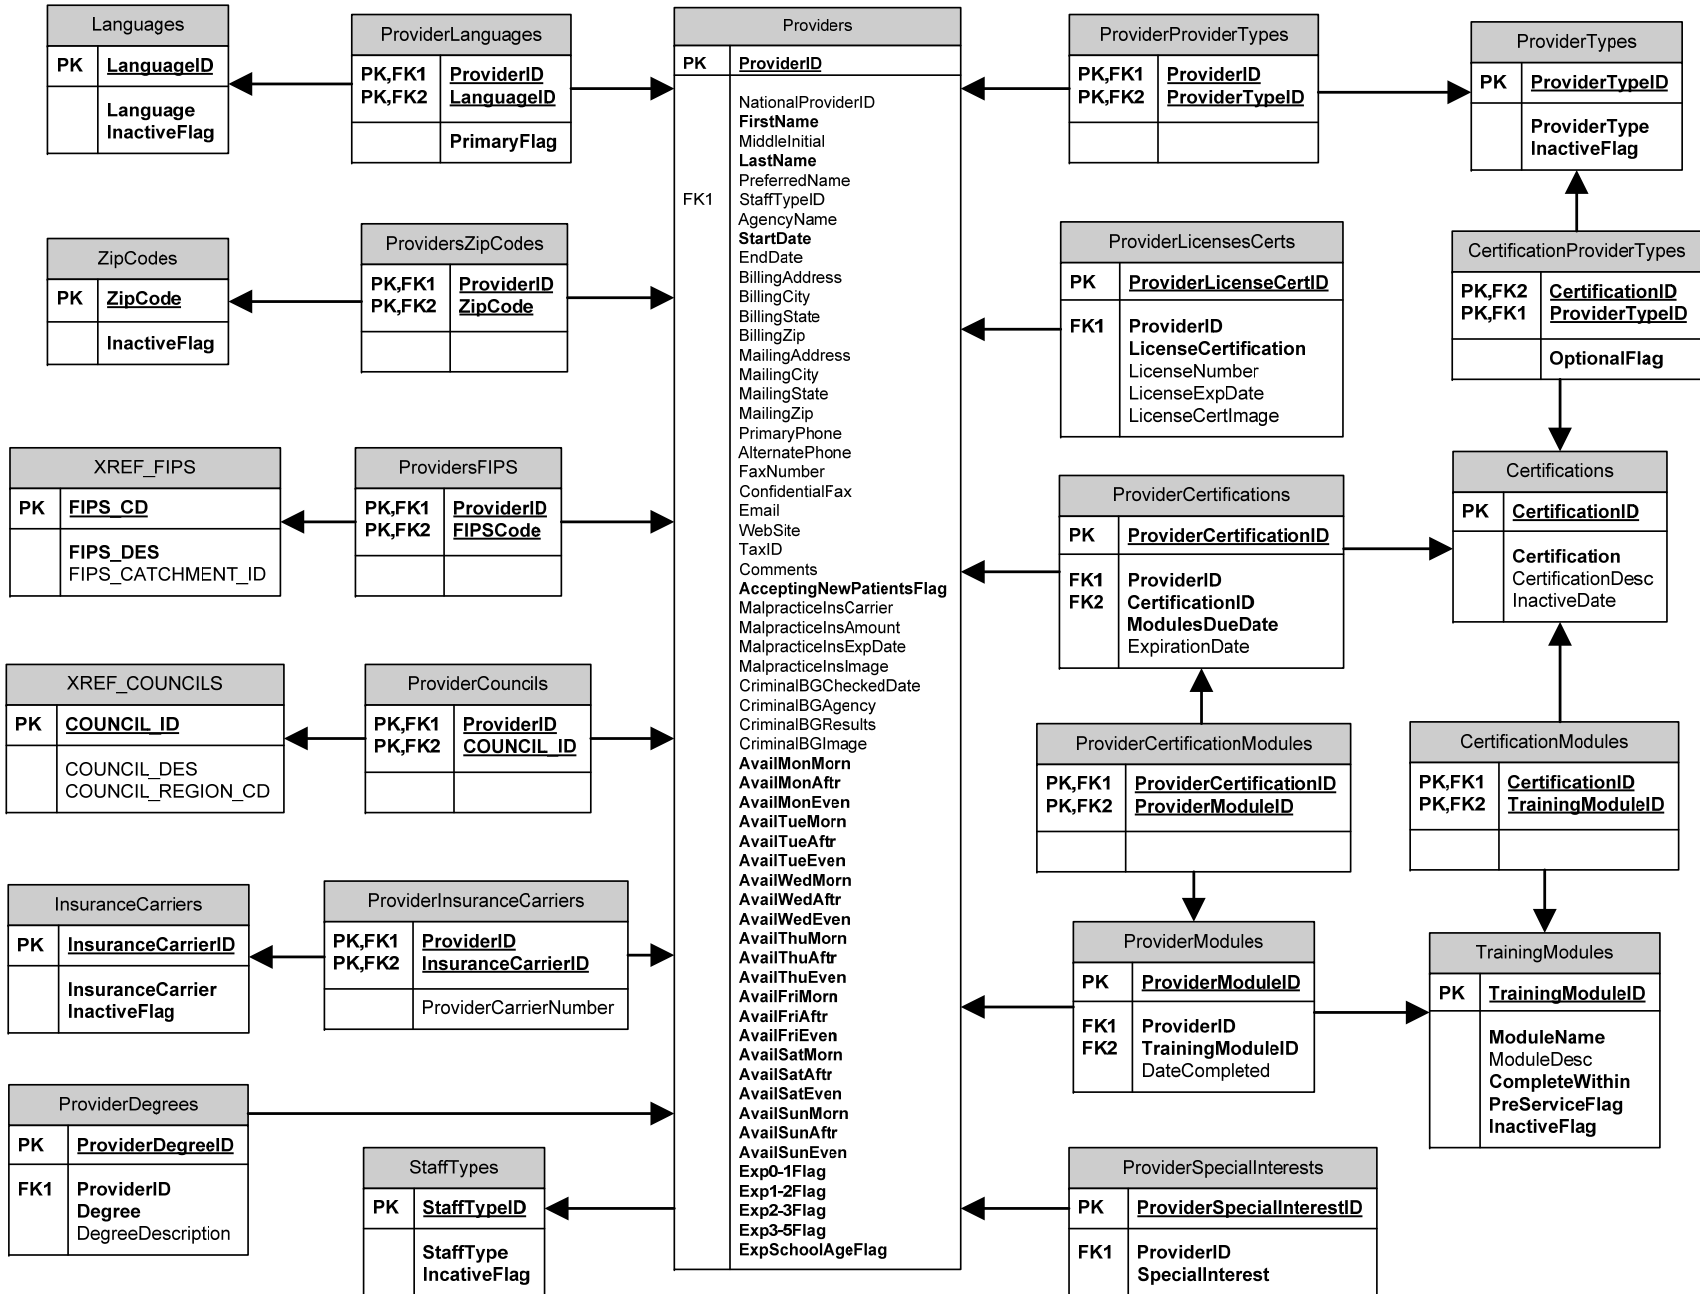 Languages
PK LanguageID
Language
InactiveFlag
ProviderLanguages
PK,FK1 ProviderID
PK,FK2 LanguageID
PrimaryFlag
ZipCodes
PK ZipCode
InactiveFlag
ProvidersZipCodes
PK,FK1 ProviderID
PK,FK2 ZipCode
XREF_FIPS
PK FIPS_CD
FIPS_DES
FIPS_CATCHMENT_ID
ProvidersFIPS
PK,FK1 ProviderID
PK,FK2 FIPSCode
XREF_COUNCILS
PK COUNCIL_ID
COUNCIL_DES
COUNCIL_REGION_CD
ProviderCouncils
PK,FK1 ProviderID
PK,FK2 COUNCIL_ID
InsuranceCarriers
PK InsuranceCarrierID
InsuranceCarrier
InactiveFlag
ProviderInsuranceCarriers
PK,FK1 ProviderID
PK,FK2 InsuranceCarrierID
ProviderCarrierNumber
ProviderDegrees
PK ProviderDegreeID
FK1 ProviderID
Degree
DegreeDescription
StaffTypes
PK StaffTypeID
StaffType
IncativeFlag
Providers
PK ProviderID
NationalProviderID
FirstName
MiddleInitial
LastName
PreferredName
FK1 StaffTypeID
AgencyName
StartDate
EndDate
BillingAddress
BillingCity
BillingState
BillingZip
MailingAddress
MailingCity
MailingState
MailingZip
PrimaryPhone
AlternatePhone
FaxNumber
ConfidentialFax
Email
WebSite
TaxID
Comments
AcceptingNewPatientsFlag
MalpracticeInsCarrier
MalpracticeInsAmount
MalpracticeInsExpDate
MalpracticeInsImage
CriminalBGCheckedDate
CriminalBGAgency
CriminalBGResults
CriminalBGImage
AvailMonMorn
AvailMonAftr
AvailMonEven
AvailTueMorn
AvailTueAftr
AvailTueEven
AvailWedMorn
AvailWedAftr
AvailWedEven
AvailThuMorn
AvailThuAftr
AvailThuEven
AvailFriMorn
AvailFriAftr
AvailFriEven
AvailSatMorn
AvailSatAftr
AvailSatEven
AvailSunMorn
AvailSunAftr
AvailSunEven
Exp0-1Flag
Exp1-2Flag
Exp2-3Flag
Exp3-5Flag
ExpSchoolAgeFlag
ProviderProviderTypes
PK,FK1 ProviderID
PK,FK2 ProviderTypeID
ProviderTypes
PK ProviderTypeID
ProviderType
InactiveFlag
ProviderLicensesCerts
PK ProviderLicenseCertID
FK1 ProviderID
LicenseCertification
LicenseNumber
LicenseExpDate
LicenseCertImage
CertificationProviderTypes
PK,FK2 CertificationID
PK,FK1 ProviderTypeID
OptionalFlag
ProviderCertifications
PK ProviderCertificationID
FK1 ProviderID
FK2 CertificationID
ModulesDueDate
ExpirationDate
Certifications
PK CertificationID
Certification
CertificationDesc
InactiveDate
ProviderCertificationModules
PK,FK1 ProviderCertificationID
PK,FK2 ProviderModuleID
CertificationModules
PK,FK1 CertificationID
PK,FK2 TrainingModuleID
ProviderModules
PK ProviderModuleID
FK1 ProviderID
FK2 TrainingModuleID
DateCompleted
TrainingModules
PK TrainingModuleID
ModuleName
ModuleDesc
CompleteWithin
PreServiceFlag
InactiveFlag
ProviderSpecialInterests
PK ProviderSpecialInterestID
FK1 ProviderID
SpecialInterest